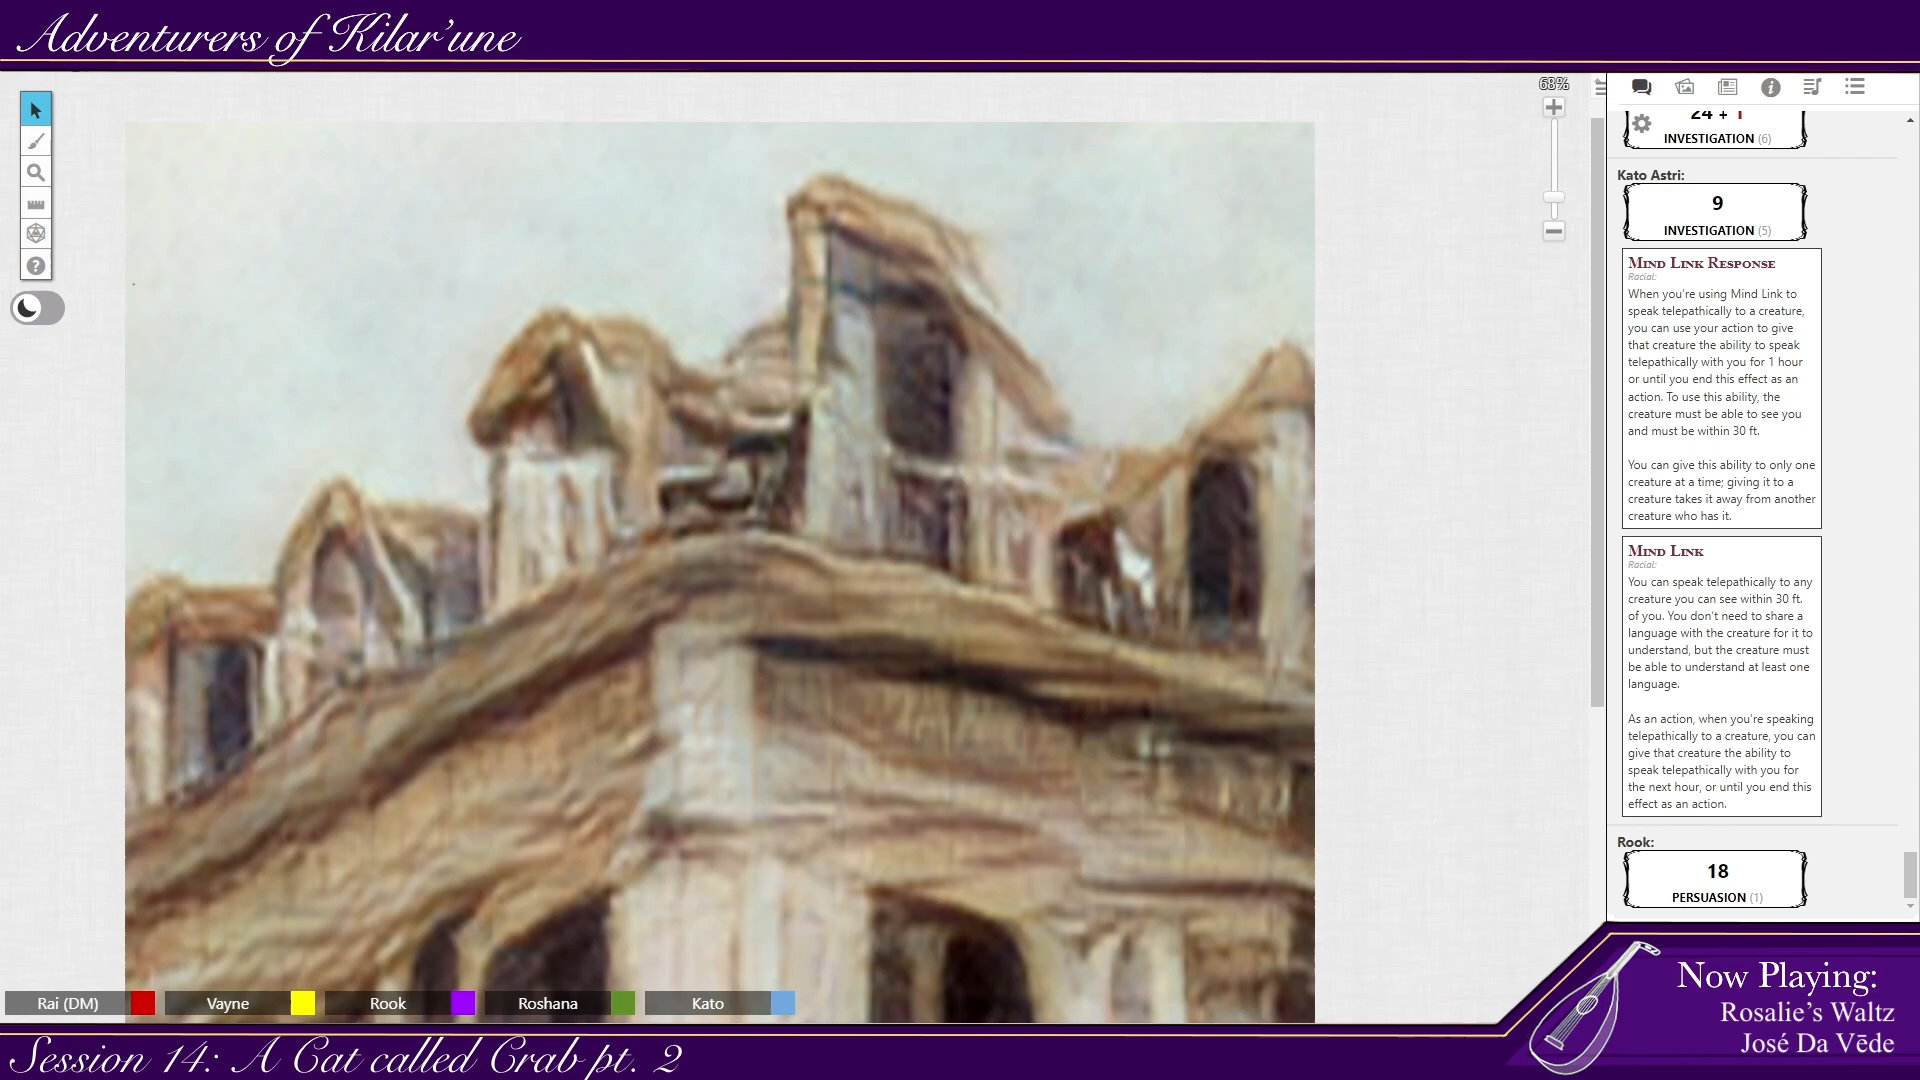 Adventurers of Kilar'une
68%
24 + 1
INVESTIGATION (6)
Kato Astri:
9
INVESTIGATION (5)
Mind Link Response
Racial:
When you're using Mind Link to
speak telepathically to a creature,
you can use your action to give
that creature the ability to speak
telepathically with you for 1 hour
or until you end this effect as an
action. To use this ability, the
creature must be able to see you
and must be within 30 ft.
You can give this ability to only one
creature at a time; giving it to a
creature takes it away from another
creature who has it.
Mind Link
Racial:
You can speak telepathically to any
creature you can see within 30 ft.
of you. You don't need to share a
language with the creature for it to
understand, but the creature must
be able to understand at least one
language.
As an action, when you're speaking
telepathically to a creature, you can
give that creature the ability to
speak telepathically with you for
the next hour, or until you end this
effect as an action.
Rook:
18
PERSUASION (1)
Rai (DM)
Vayne
Rook
Roshana
Kato
Now Playing:
Rosalie's Waltz
José Da Vēde
Session 14: A Cat called Crab pt. 2